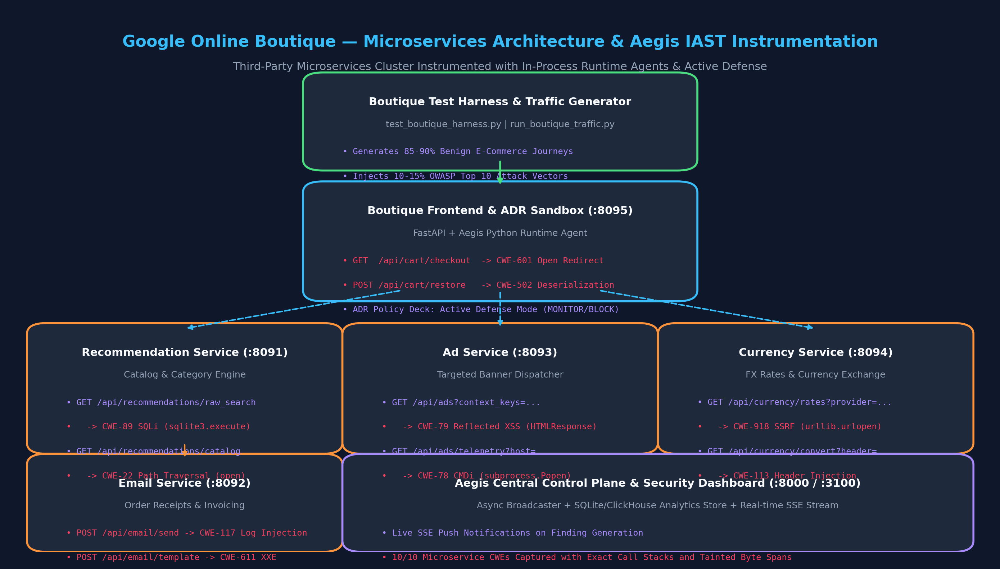 Google Online Boutique — Microservices Architecture & Aegis IAST Instrumentation
Third-Party Microservices Cluster Instrumented with In-Process Runtime Agents & Active Defense
Boutique Test Harness & Traffic Generator
test_boutique_harness.py | run_boutique_traffic.py
• Generates 85-90% Benign E-Commerce Journeys
• Injects 10-15% OWASP Top 10 Attack Vectors
Boutique Frontend & ADR Sandbox (:8095)
FastAPI + Aegis Python Runtime Agent
• GET  /api/cart/checkout  -> CWE-601 Open Redirect
• POST /api/cart/restore   -> CWE-502 Deserialization
• ADR Policy Deck: Active Defense Mode (MONITOR/BLOCK)
Recommendation Service (:8091)
Catalog & Category Engine
• GET /api/recommendations/raw_search
•   -> CWE-89 SQLi (sqlite3.execute)
• GET /api/recommendations/catalog
•   -> CWE-22 Path Traversal (open)
Ad Service (:8093)
Targeted Banner Dispatcher
• GET /api/ads?context_keys=...
•   -> CWE-79 Reflected XSS (HTMLResponse)
• GET /api/ads/telemetry?host=
•   -> CWE-78 CMDi (subprocess.Popen)
Currency Service (:8094)
FX Rates & Currency Exchange
• GET /api/currency/rates?provider=...
•   -> CWE-918 SSRF (urllib.urlopen)
• GET /api/currency/convert?header=
•   -> CWE-113 Header Injection
Email Service (:8092)
Order Receipts & Invoicing
• POST /api/email/send -> CWE-117 Log Injection
• POST /api/email/template -> CWE-611 XXE
Aegis Central Control Plane & Security Dashboard (:8000 / :3100)
Async Broadcaster + SQLite/ClickHouse Analytics Store + Real-time SSE Stream
• Live SSE Push Notifications on Finding Generation
• 10/10 Microservice CWEs Captured with Exact Call Stacks and Tainted Byte Spans